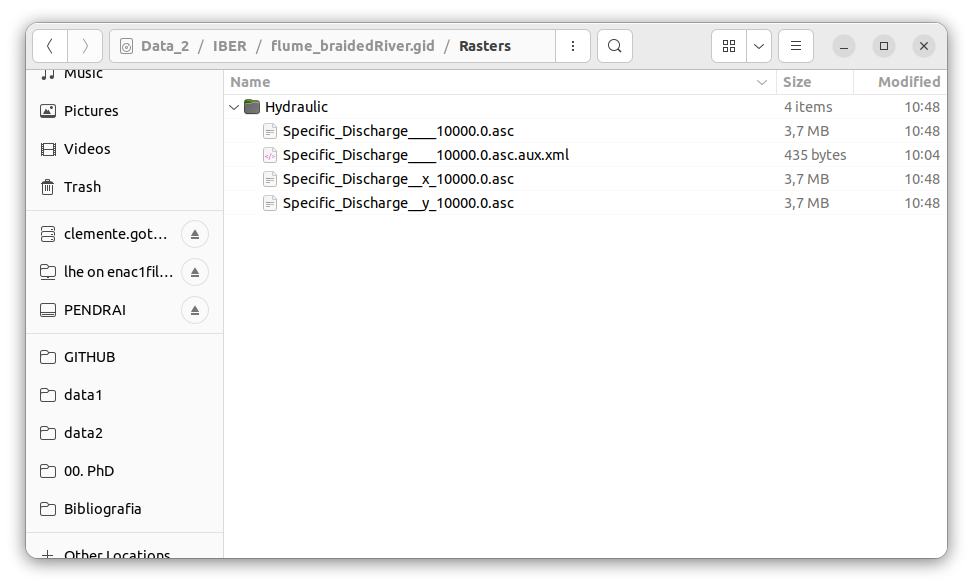 Data_2 / IBER / flume_braidedRiver.gid / Rasters
Name Size Modified
Hydraulic 4 items 10:48
Specific_Discharge____10000.0.asc 3,7 MB 10:48
Specific_Discharge____10000.0.asc.aux.xml 435 bytes 10:04
Specific_Discharge__x_10000.0.asc 3,7 MB 10:48
Specific_Discharge__y_10000.0.asc 3,7 MB 10:48
Music
Pictures
Videos
Trash
clemente.got...
lhe on enac1fil...
PENDRAI
GITHUB
data1
data2
00. PhD
Bibliografia
Other Locations